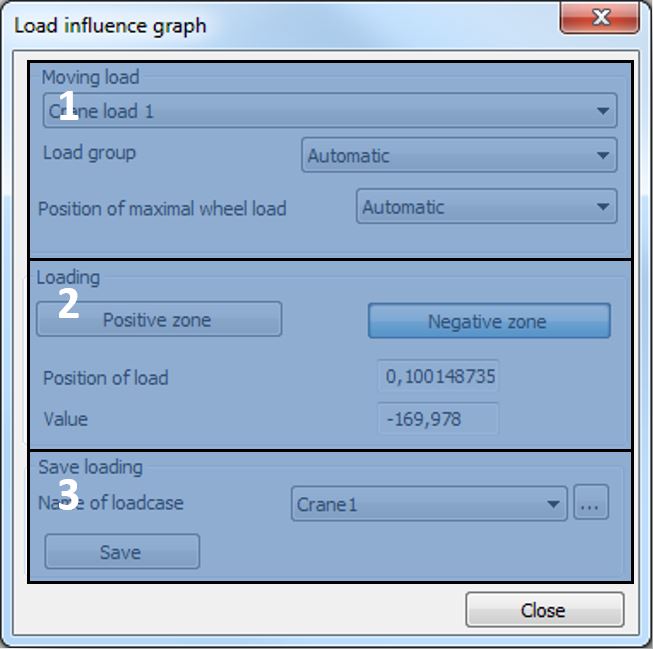 Load influence graph
Moving load
1
Crane load 1
Load group Automatic
Position of maximal wheel load Automatic
Loading
2
Positive zone Negative zone
Position of load 0,100148735
Value -169,978
Save loading
3
Name of loadcase Crane1 ...
Save
Close